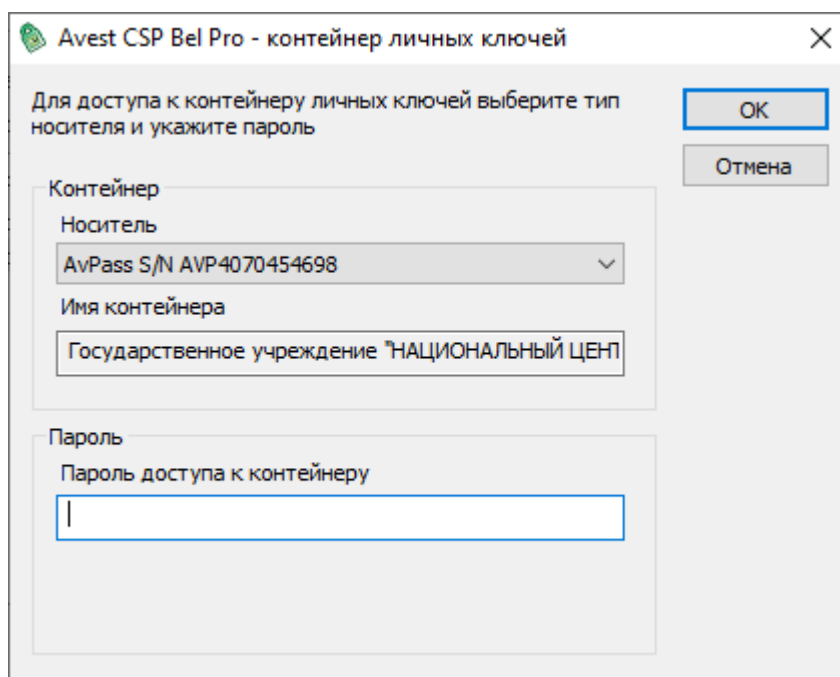 Avest CSP Bel Pro - контейнер личных ключей
Для доступа к контейнеру личных ключей выберите тип
носителя и укажите пароль
OK
Отмена
Контейнер
Носитель
AvPass S/N AVP4070454698
Имя контейнера
Государственное учреждение "НАЦИОНАЛЬНЫЙ
Пароль
Пароль доступа к контейнеру